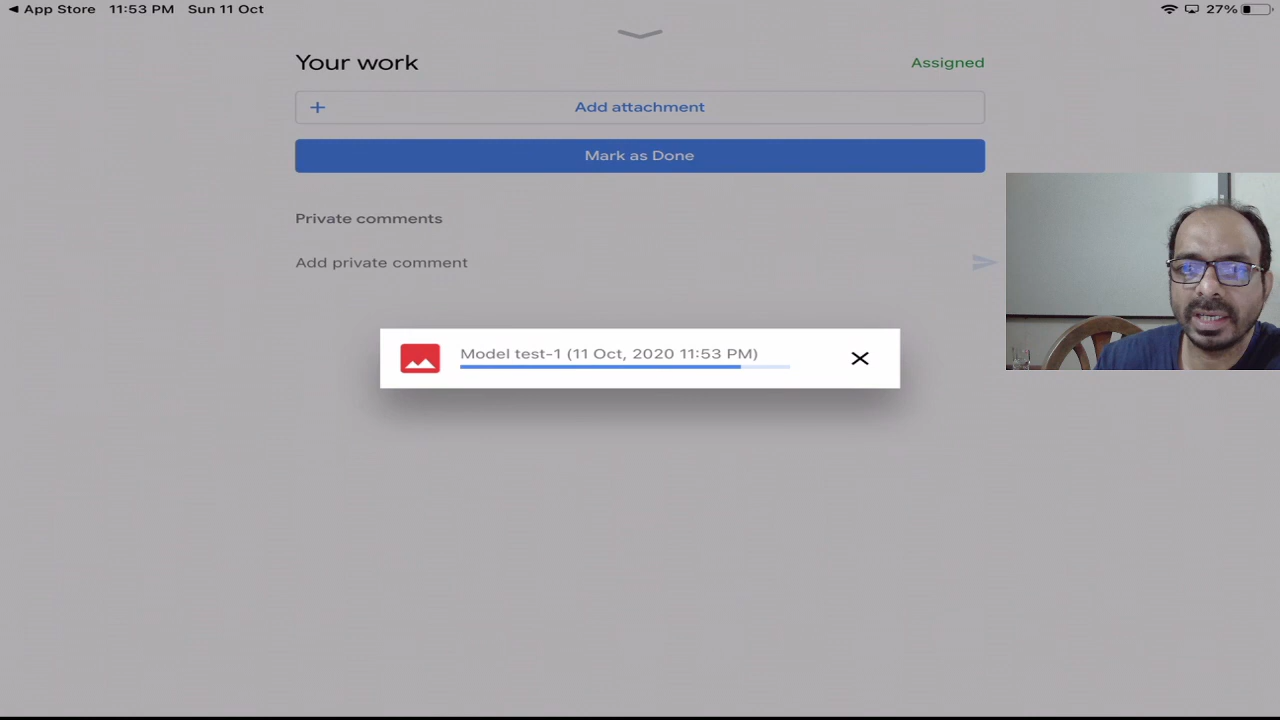 App Store 11:53 PM Sun 11 Oct 27%
Your work Assigned
Add attachment
Mark as Done
Private comments
Add private comment
Model test-1 (11 Oct, 2020 11:53 PM)